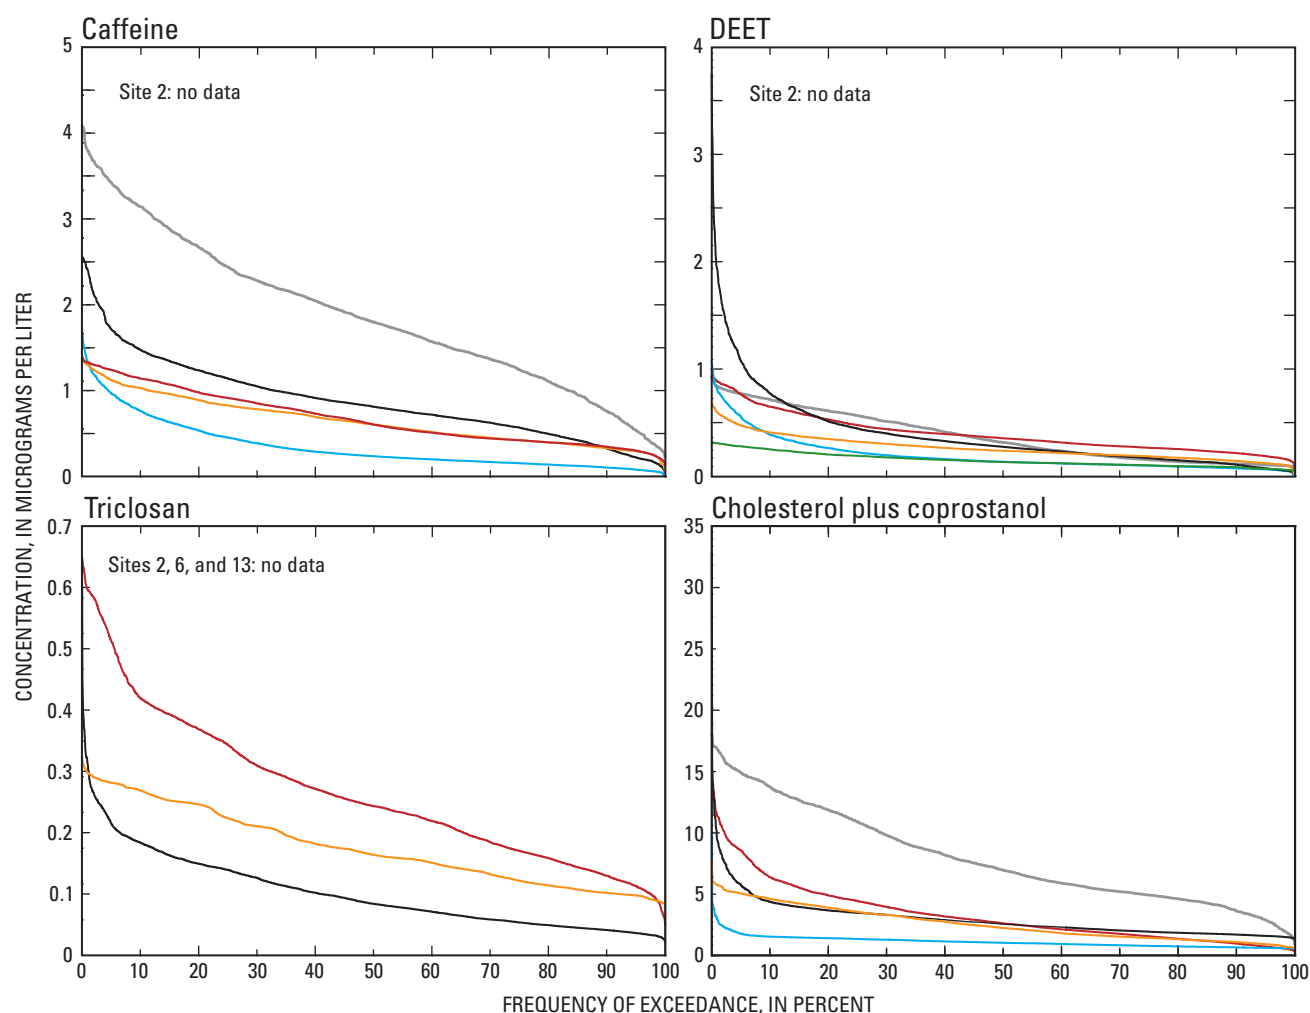 Caffeine
DEET
5
4
3
2
1
0
Site 2: no data
4
3
2
1
0
Site 2: no data
CONCENTRATION, IN MICROGRAMS PER LITER
Triclosan
Cholesterol plus coprostanol
0.7
0.6
0.5
0.4
0.3
0.2
0.1
0
Sites 2, 6, and 13: no data
35
30
25
20
15
10
5
0
0 10 20 30 40 50 60 70 80 90 100
0 10 20 30 40 50 60 70 80 90 100
FREQUENCY OF EXCEEDANCE, IN PERCENT